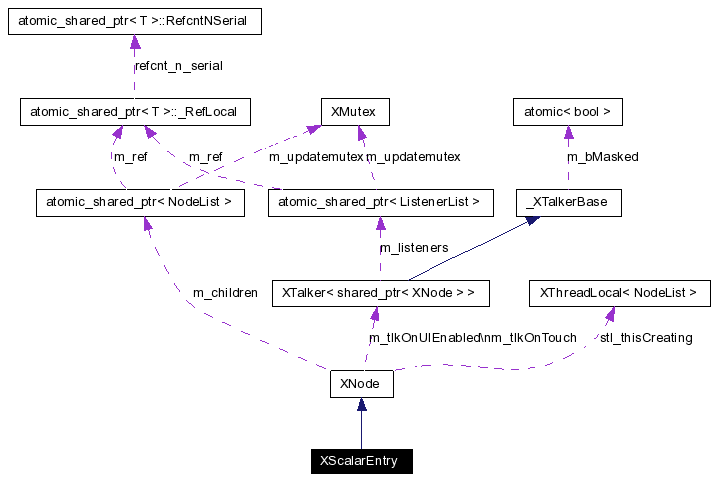 atomic_shared_ptr< T >::RefcntNSerial
refcnt_n_serial
atomic_shared_ptr< T >::_RefLocal
XMutex
atomic< bool >
m_ref
m_ref
m_updatemutex
m_updatemutex
m_bMasked
atomic_shared_ptr< NodeList >
atomic_shared_ptr< ListenerList >
_XTalkerBase
m_listeners
m_children
XTalker< shared_ptr< XNode > >
XThreadLocal< NodeList >
m_tlkOnUIEnabled\nm_tlkOnTouch
stl_thisCreating
XNode
XScalarEntry